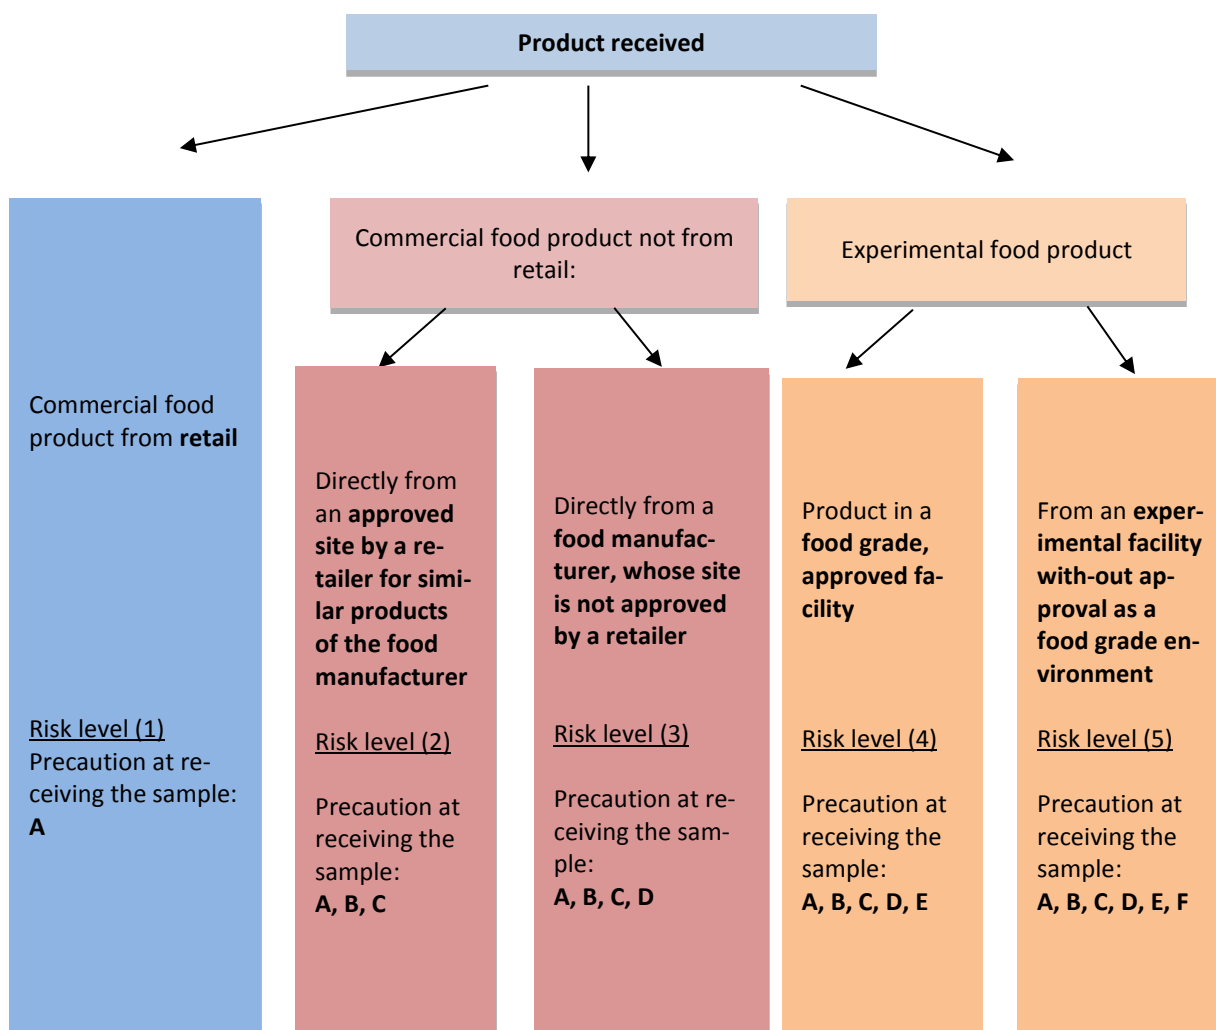 Product received
Commercial food product not from
retail:
Experimental food product
Commercial food
product from retail
Risk level (1)
Precaution at re-
ceiving the sample:
A
Directly from
an approved
site by a re-
tailer for simi-
lar products
of the food
manufacturer
Risk level (2)
Precaution at
receiving the
sample:
A, B, C
Directly from a
food manufac-
turer, whose site
is not approved
by a retailer
Risk level (3)
Precaution at re-
ceiving the sam-
ple:
A, B, C, D
Product in a
food grade,
approved fa-
cility
Risk level (4)
Precaution at
receiving the
sample:
A, B, C, D, E
From an exper-
imental facility
with-out ap-
proval as a
food grade en-
vironment
Risk level (5)
Precaution at
receiving the
sample:
A, B, C, D, E, F